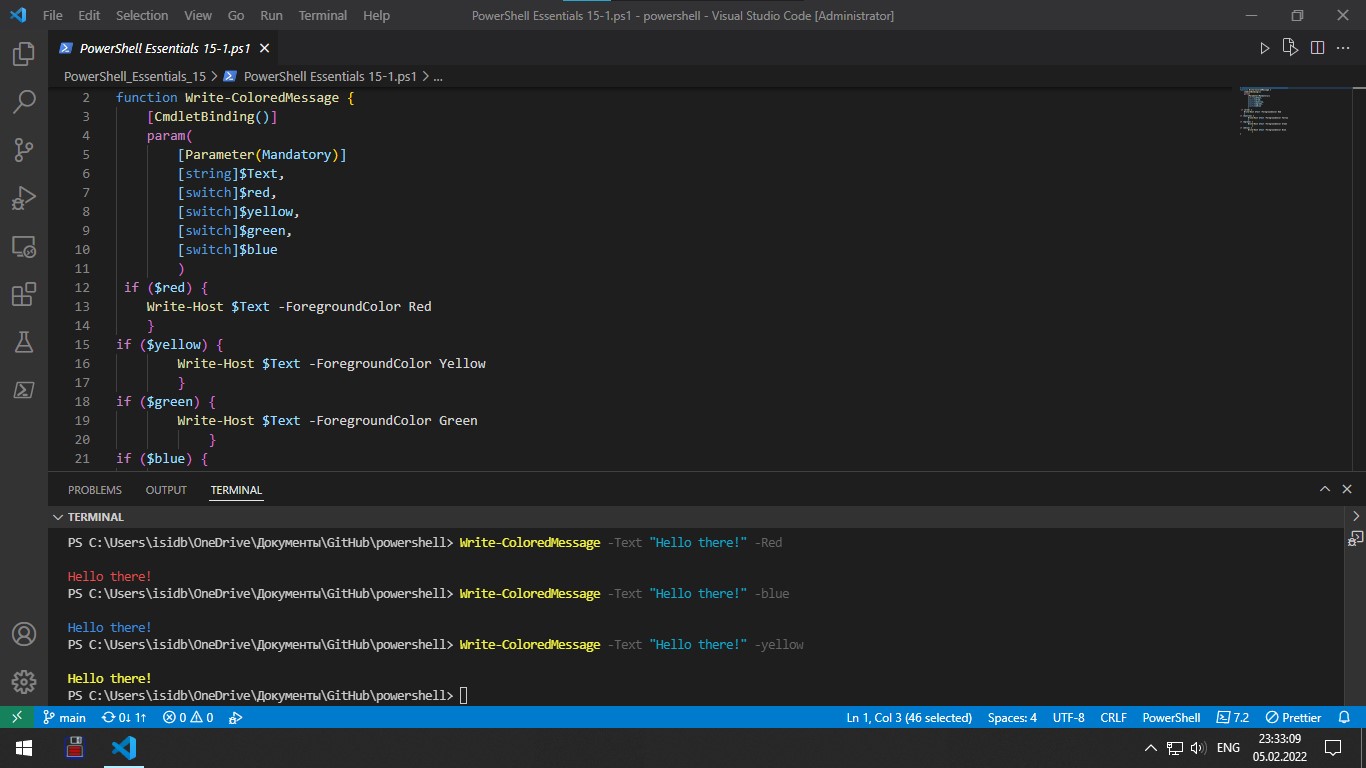 File Edit Selection View Go Run Terminal Help PowerShell Essentials 15-1.ps1 - powershell - Visual Studio Code [Administrator]
PowerShell Essentials 15-1.ps1
PowerShell_Essentials_15 > PowerShell Essentials 15-1.ps1 > ...
2 function Write-ColoredMessage {
3 [CmdletBinding()]
4 param(
5 [Parameter(Mandatory)]
6 [string]$Text,
7 [switch]$red,
8 [switch]$yellow,
9 [switch]$green,
10 [switch]$blue
11 )
12 if ($red) {
13 Write-Host $Text -ForegroundColor Red
14 }
15 if ($yellow) {
16 Write-Host $Text -ForegroundColor Yellow
17 }
18 if ($green) {
19 Write-Host $Text -ForegroundColor Green
20 }
21 if ($blue) {
PROBLEMS OUTPUT TERMINAL
TERMINAL
PS C:\Users\isidb\OneDrive\Документы\GitHub\powershell> Write-ColoredMessage -Text "Hello there!" -Red
Hello there!
PS C:\Users\isidb\OneDrive\Документы\GitHub\powershell> Write-ColoredMessage -Text "Hello there!" -blue
Hello there!
PS C:\Users\isidb\OneDrive\Документы\GitHub\powershell> Write-ColoredMessage -Text "Hello there!" -yellow
Hello there!
PS C:\Users\isidb\OneDrive\Документы\GitHub\powershell>
main 0↓ 1↑ 0 0 Ln 1, Col 3 (46 selected) Spaces: 4 UTF-8 CRLF PowerShell 7.2 Prettier
ENG 23:33:09
05.02.2022